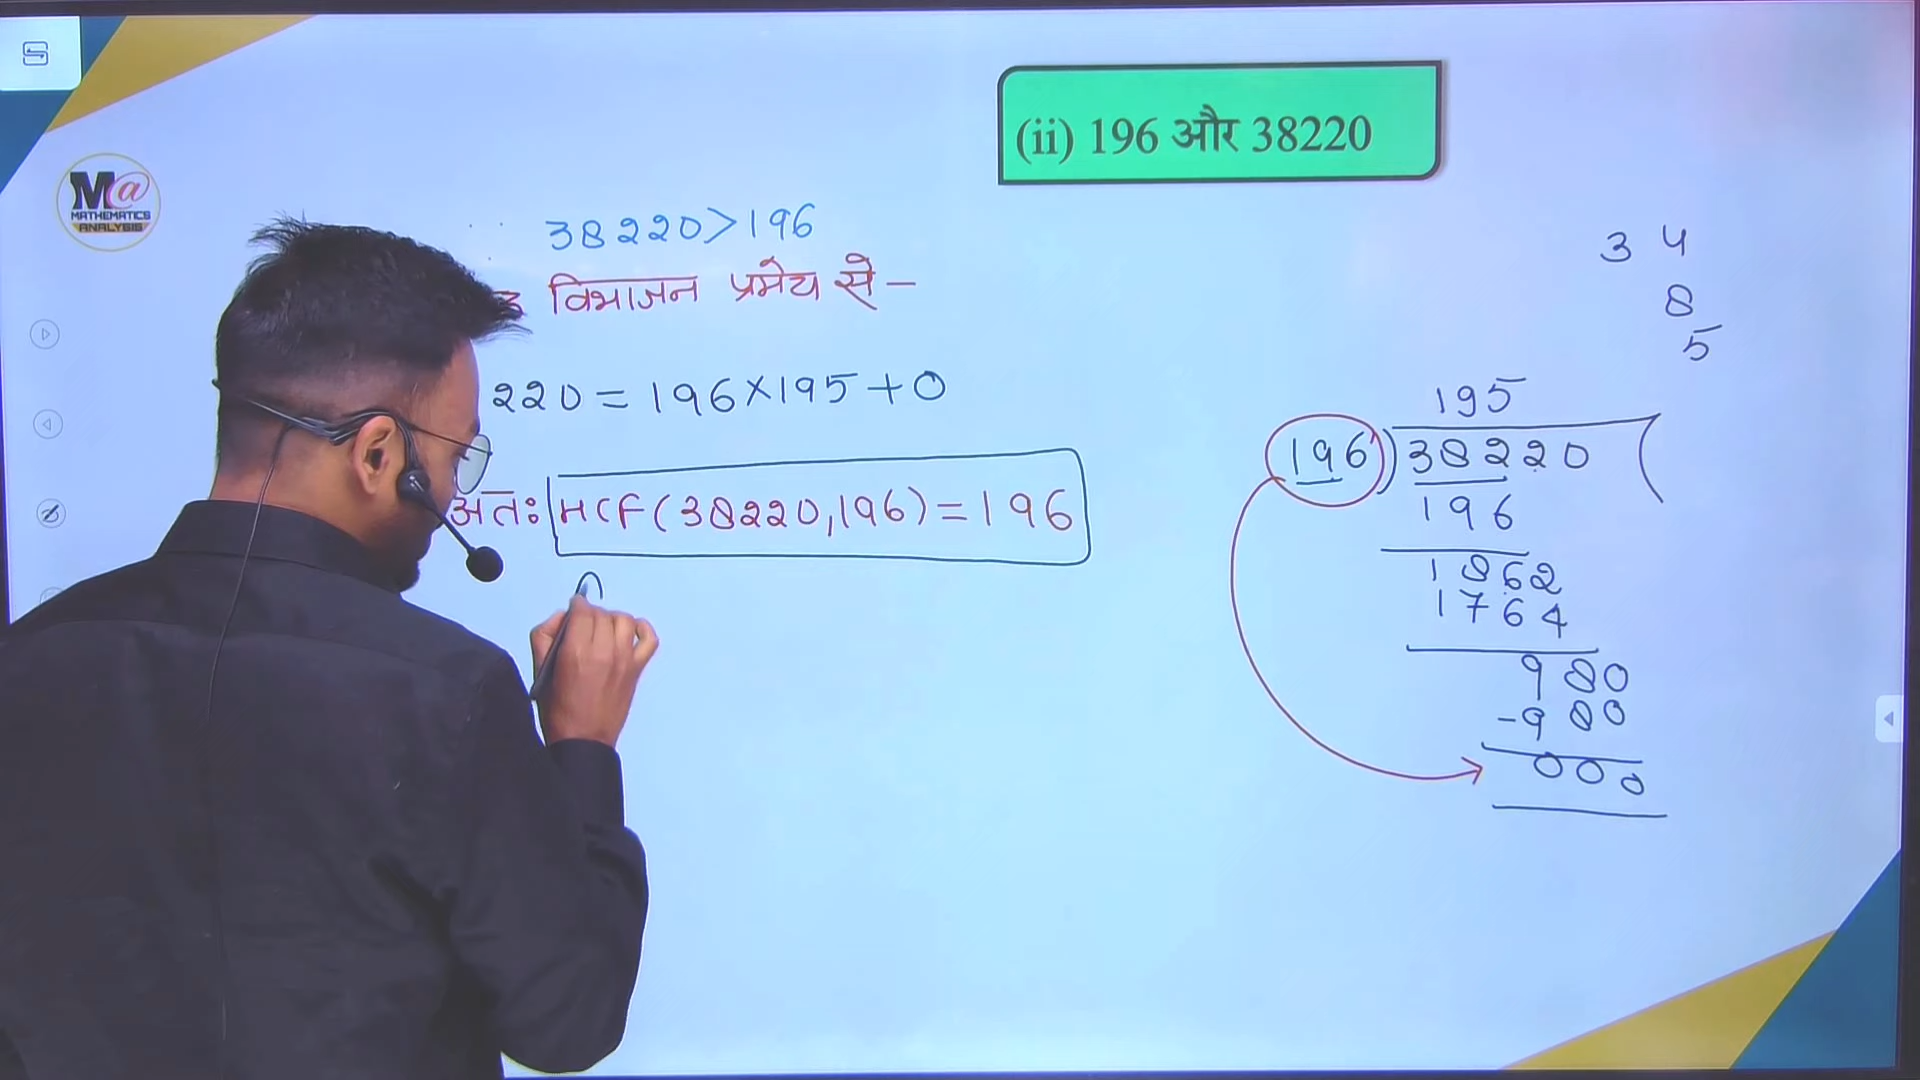 (ii) 196 और 38220
M@
MATHEMATICS
ANALYSIS
38220>196
विभाजन प्रमेय से -
220 = 196×195+0
अतः HCF(38220,196)=196
3 4
8
5
195
196)38220(
196
1862
1764
980
-980
000